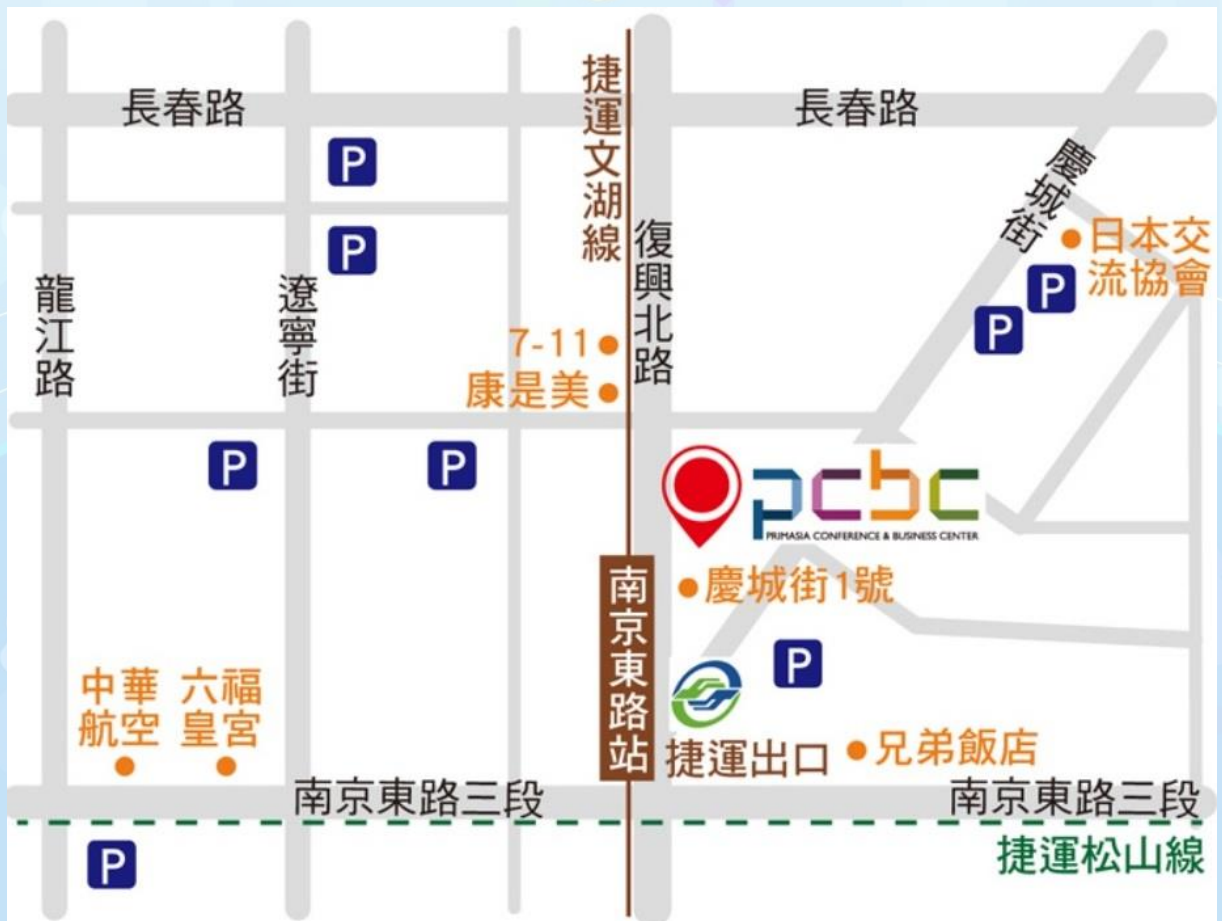 長春路
長春路
捷運文湖線
P
慶城街
P
日本交
流協會
復興北路
P
龍江路
遼寧街
P
7-11
康是美
P
P
pcbc
PRIMASIA CONFERENCE & BUSINESS CENTER
南京東路站
慶城街1號
P
中華
航空
六福
皇宮
捷運出口
兄弟飯店
南京東路三段
南京東路三段
捷運松山線
P